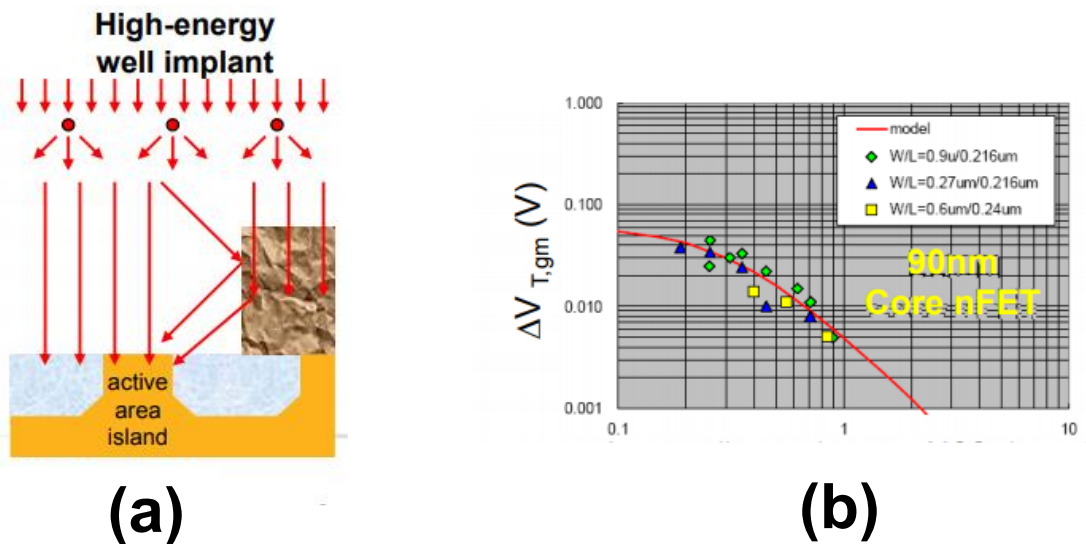 High-energy
well implant
active
area
island
(a)
1.000
0.100
0.010
0.001
ΔV T,gm (V)
model
W/L=0.9u/0.216um
W/L=0.27um/0.216um
W/L=0.6um/0.24um
90nm
Core nFET
0.1
1
10
(b)